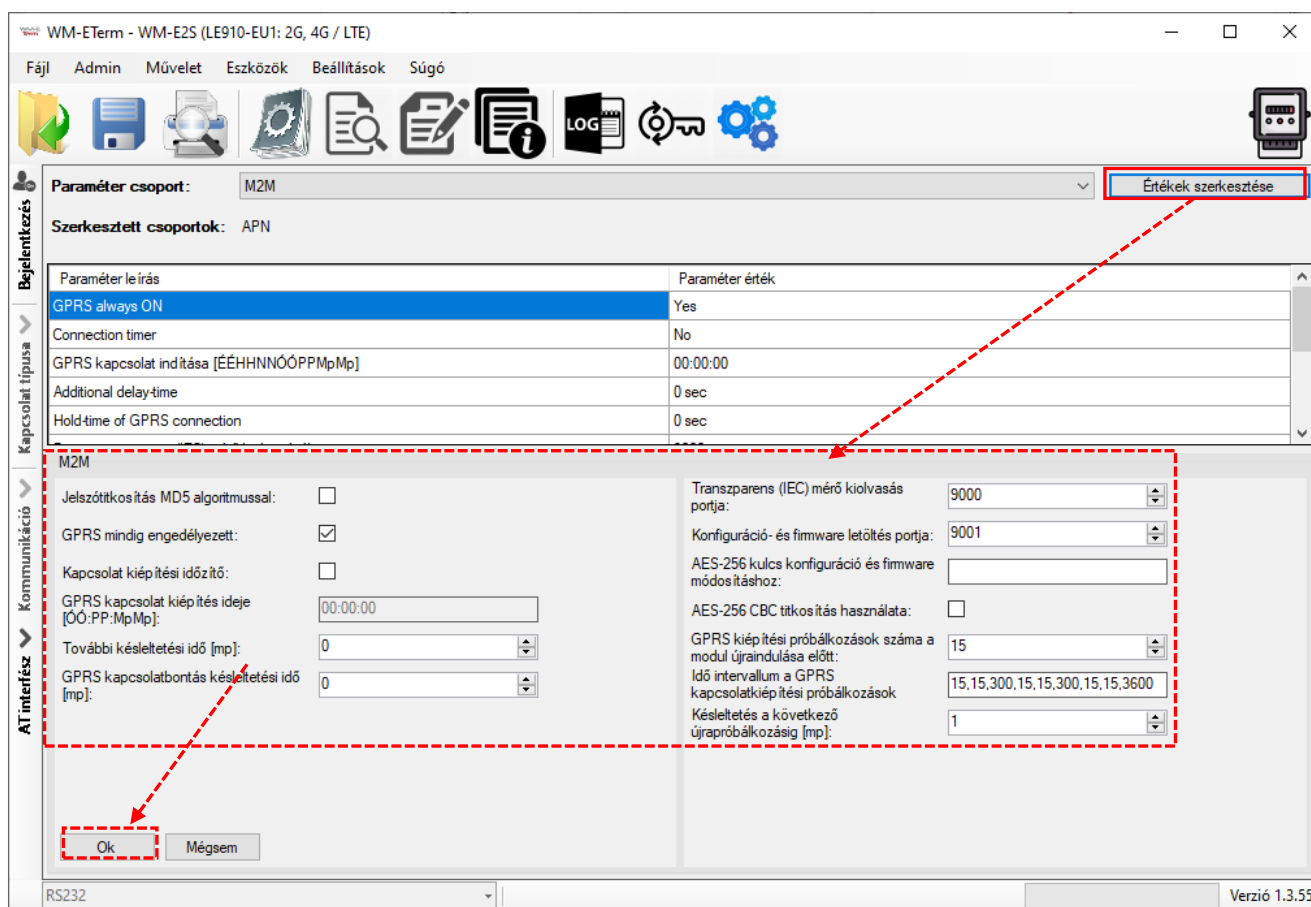 WM-ETerm - WM-E2S (LE910-EU1: 2G, 4G / LTE)
Fájl Admin Művelet Eszközök Beállítások Súgó
LOG
Paraméter csoport: M2M Értékek szerkesztése
Szerkesztett csoportok: APN
Bejelentkezés
Kapcsolat típusa
Kommunikáció
AT interfész
Paraméter leírás Paraméter érték
GPRS always ON Yes
Connection timer No
GPRS kapcsolat indítása [ÉÉHHNNÓÓPPMpMp] 00:00:00
Additional delay-time 0 sec
Hold-time of GPRS connection 0 sec
M2M
Jelszótitkosítás MD5 algoritmussal:
GPRS mindig engedélyezett:
Kapcsolat kiépítési időzítő:
GPRS kapcsolat kiépítés ideje
[ÓÓ:PP:MpMp]: 00:00:00
További késleltetési idő [mp]: 0
GPRS kapcsolatbontás késleltetési idő
[mp]: 0
Transzparens (IEC) mérő kiolvasás
portja: 9000
Konfiguráció- és firmware letöltés portja: 9001
AES-256 kulcs konfiguráció és firmware
módosításhoz:
AES-256 CBC titkosítás használata:
GPRS kiépítési próbálkozások száma a
modul újraindulása előtt: 15
Idő intervallum a GPRS
kapcsolatkiépítési próbálkozások 15,15,300,15,15,300,15,15,3600
Késleltetés a következő
újrapróbálkozásig [mp]: 1
Ok Mégsem
RS232 Verzió 1.3.55